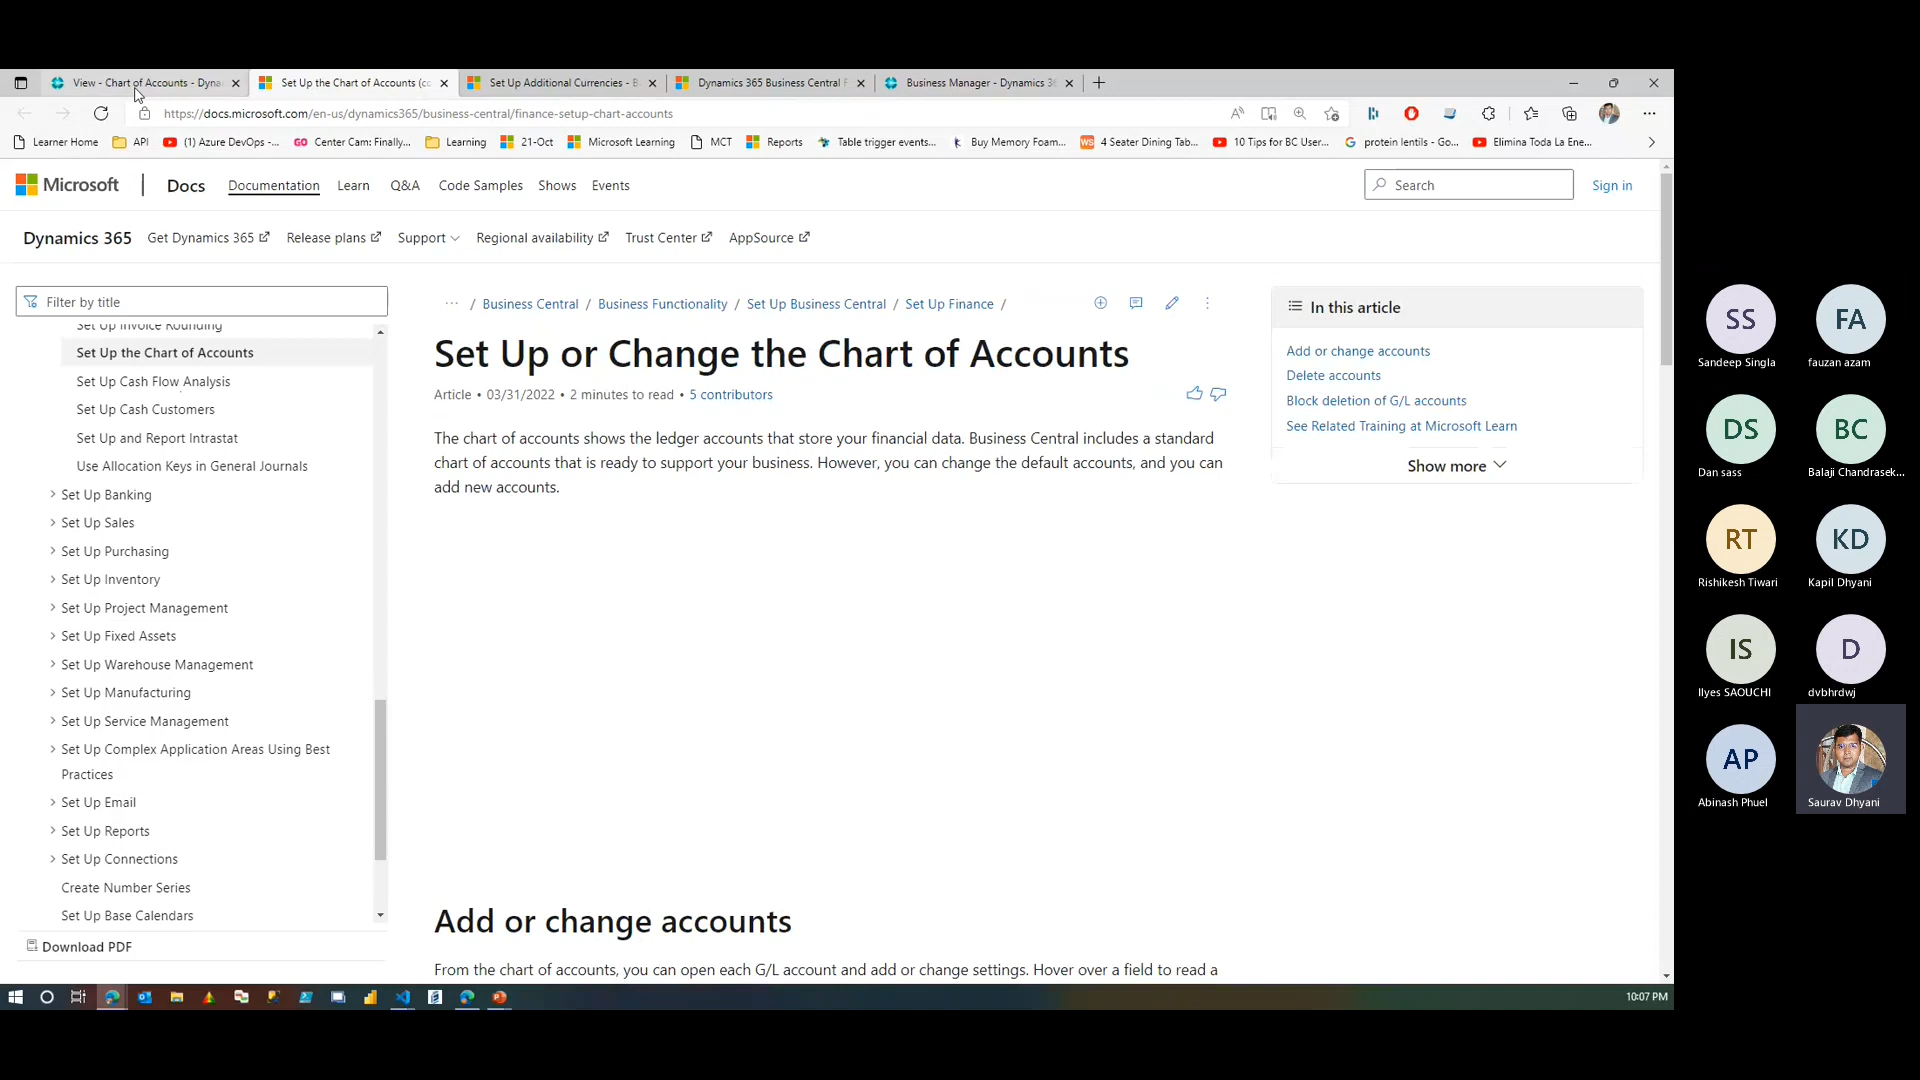 View - Chart of Accounts - Dyna
Set Up the Chart of Accounts (co
Set Up Additional Currencies - B
Dynamics 365 Business Central F
Business Manager - Dynamics 36
https://docs.microsoft.com/en-us/dynamics365/business-central/finance-setup-chart-accounts
Learner Home
API
(1) Azure DevOps -...
GO Center Cam: Finally...
Learning
21-Oct
Microsoft Learning
MCT
Reports
Table trigger events...
Buy Memory Foam...
WS 4 Seater Dining Tab...
10 Tips for BC User...
protein lentils - Go...
Elimina Toda La Ene...
Microsoft
Docs
Documentation
Learn
Q&A
Code Samples
Shows
Events
Search
Sign in
Dynamics 365
Get Dynamics 365
Release plans
Support
Regional availability
Trust Center
AppSource
Filter by title
Set Up Invoice Rounding
Set Up the Chart of Accounts
Set Up Cash Flow Analysis
Set Up Cash Customers
Set Up and Report Intrastat
Use Allocation Keys in General Journals
Set Up Banking
Set Up Sales
Set Up Purchasing
Set Up Inventory
Set Up Project Management
Set Up Fixed Assets
Set Up Warehouse Management
Set Up Manufacturing
Set Up Service Management
Set Up Complex Application Areas Using Best
Practices
Set Up Email
Set Up Reports
Set Up Connections
Create Number Series
Set Up Base Calendars
Download PDF
... / Business Central / Business Functionality / Set Up Business Central / Set Up Finance /
Set Up or Change the Chart of Accounts
Article • 03/31/2022 • 2 minutes to read • 5 contributors
The chart of accounts shows the ledger accounts that store your financial data. Business Central includes a standard
chart of accounts that is ready to support your business. However, you can change the default accounts, and you can
add new accounts.
Add or change accounts
From the chart of accounts, you can open each G/L account and add or change settings. Hover over a field to read a
In this article
Add or change accounts
Delete accounts
Block deletion of G/L accounts
See Related Training at Microsoft Learn
Show more
10:07 PM
SS
Sandeep Singla
FA
fauzan azam
DS
Dan sass
BC
Balaji Chandrasek...
RT
Rishikesh Tiwari
KD
Kapil Dhyani
IS
Ilyes SAOUCHI
D
dvbhrdwj
AP
Abinash Phuel
Saurav Dhyani